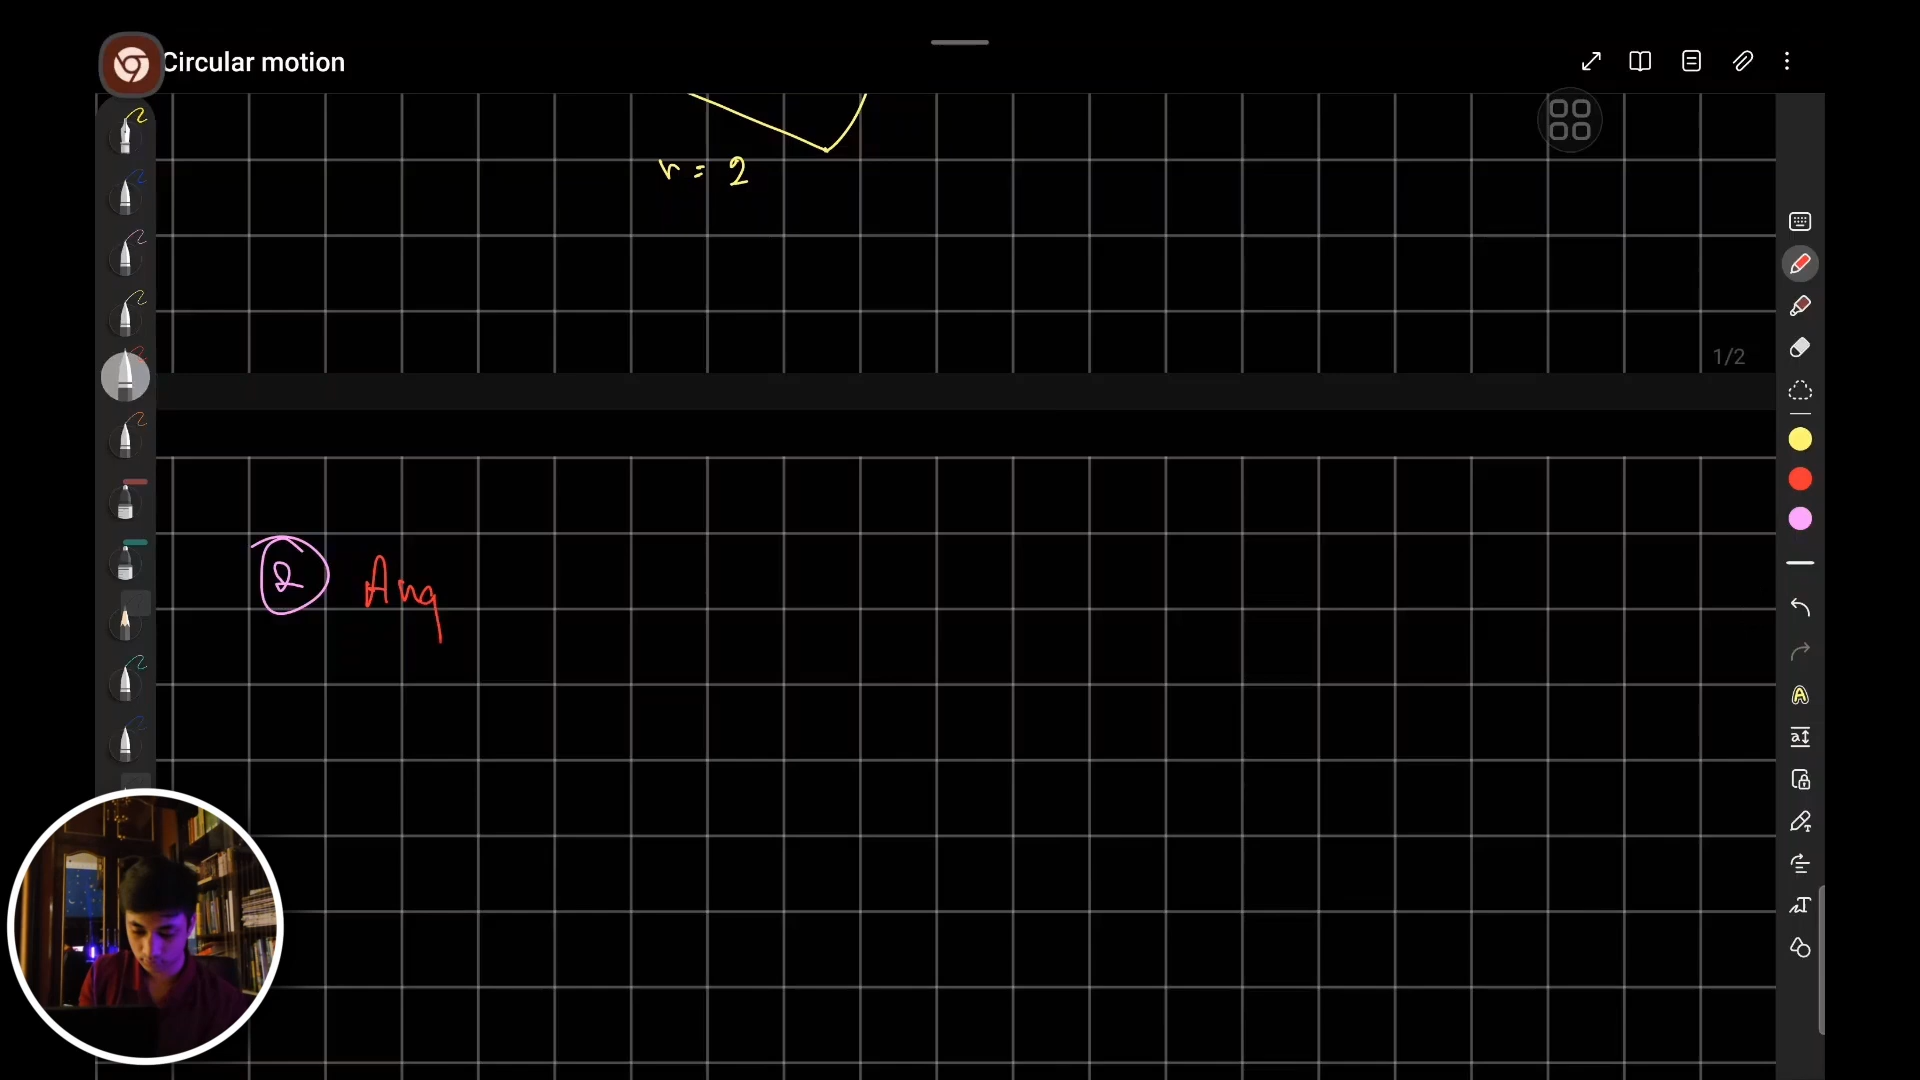 Circular motion
r = 2
1/2
2 Ang